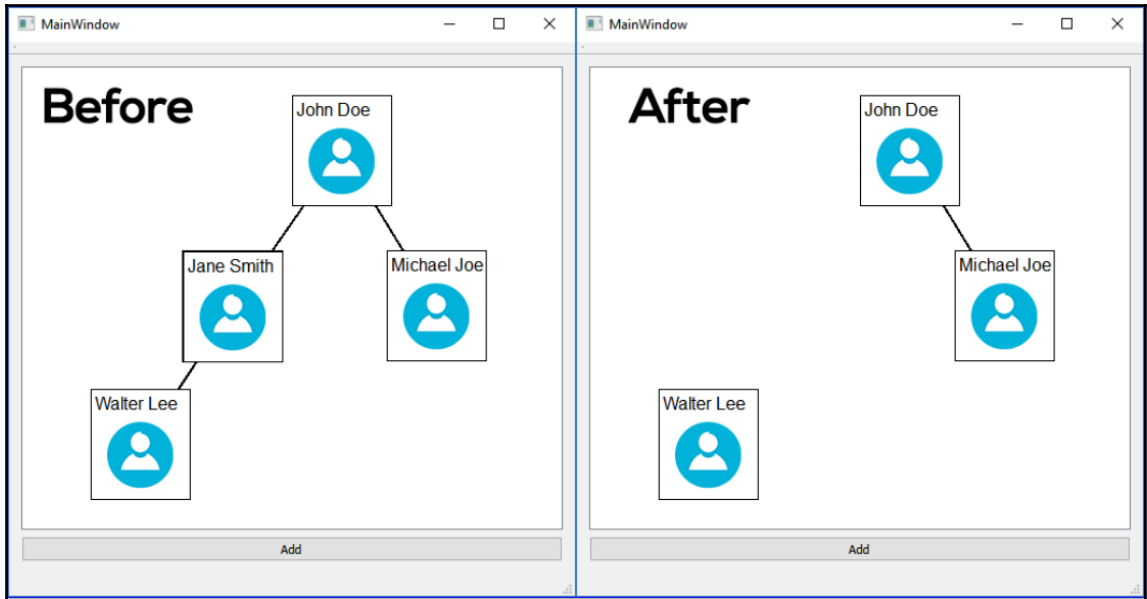 MainWindow
Before
John Doe
Jane Smith
Michael Joe
Walter Lee
Add
MainWindow
After
John Doe
Michael Joe
Walter Lee
Add